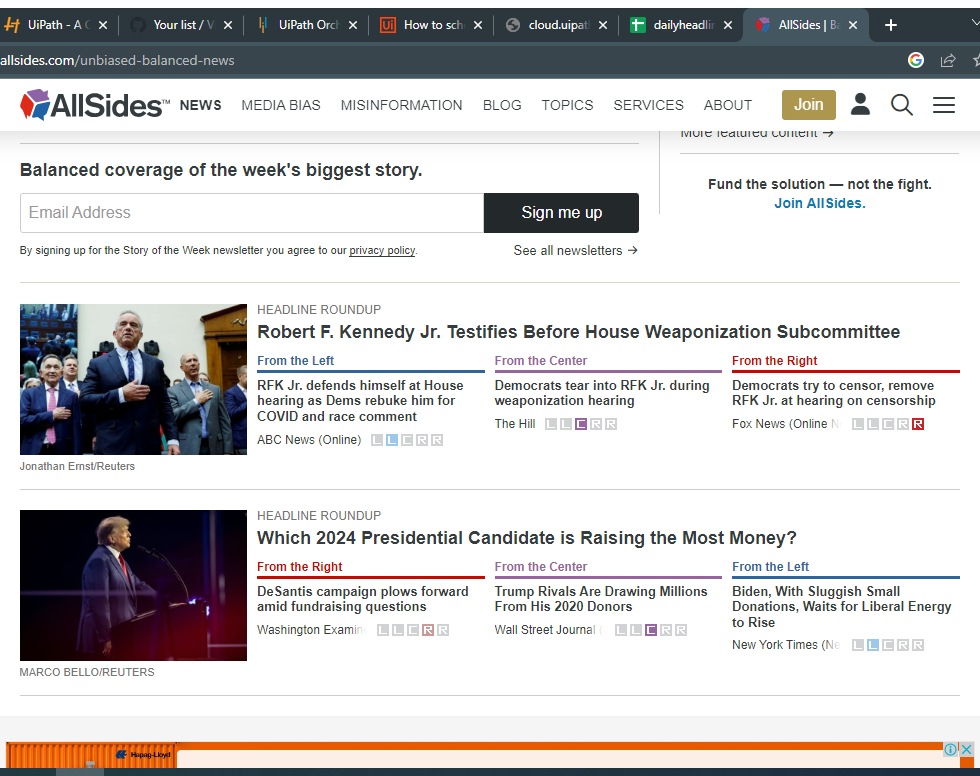 UiPath - A C
Your list / V
UiPath Orch
Ui
How to sch
cloud.uipat
dailyheadlin
AllSides | Ba
allsides.com/unbiased-balanced-news
AllSides™ NEWS MEDIA BIAS MISINFORMATION BLOG TOPICS SERVICES ABOUT Join
More featured content →
Balanced coverage of the week's biggest story.
Email Address
Sign me up
By signing up for the Story of the Week newsletter you agree to our privacy policy.
See all newsletters →
Fund the solution — not the fight.
Join AllSides.
HEADLINE ROUNDUP
Robert F. Kennedy Jr. Testifies Before House Weaponization Subcommittee
From the Left
RFK Jr. defends himself at House
hearing as Dems rebuke him for
COVID and race comment
ABC News (Online) L L C R R
From the Center
Democrats tear into RFK Jr. during
weaponization hearing
The Hill L L C R R
From the Right
Democrats try to censor, remove
RFK Jr. at hearing on censorship
Fox News (Online N L L C R R
Jonathan Ernst/Reuters
HEADLINE ROUNDUP
Which 2024 Presidential Candidate is Raising the Most Money?
From the Right
DeSantis campaign plows forward
amid fundraising questions
Washington Examin L L C R R
From the Center
Trump Rivals Are Drawing Millions
From His 2020 Donors
Wall Street Journal ( L L C R R
From the Left
Biden, With Sluggish Small
Donations, Waits for Liberal Energy
to Rise
New York Times (Ne L L C R R
MARCO BELLO/REUTERS
Hapag-Lloyd